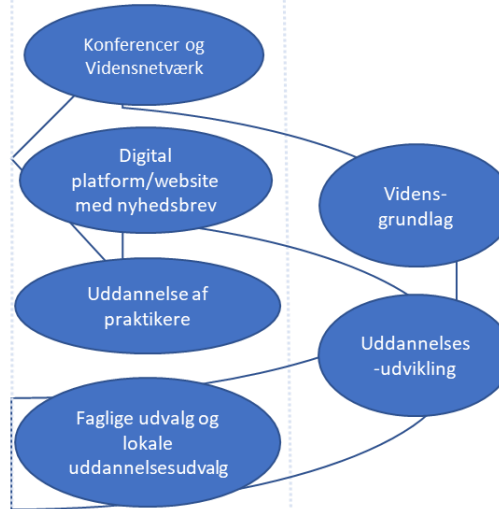 Konferencer og
Vidensnetværk
Digital
platform/website
med nyhedsbrev
Videns-
grundlag
Uddannelse af
praktikere
Uddannelses
-udvikling
Faglige udvalg og
lokale
uddannelsesudvalg